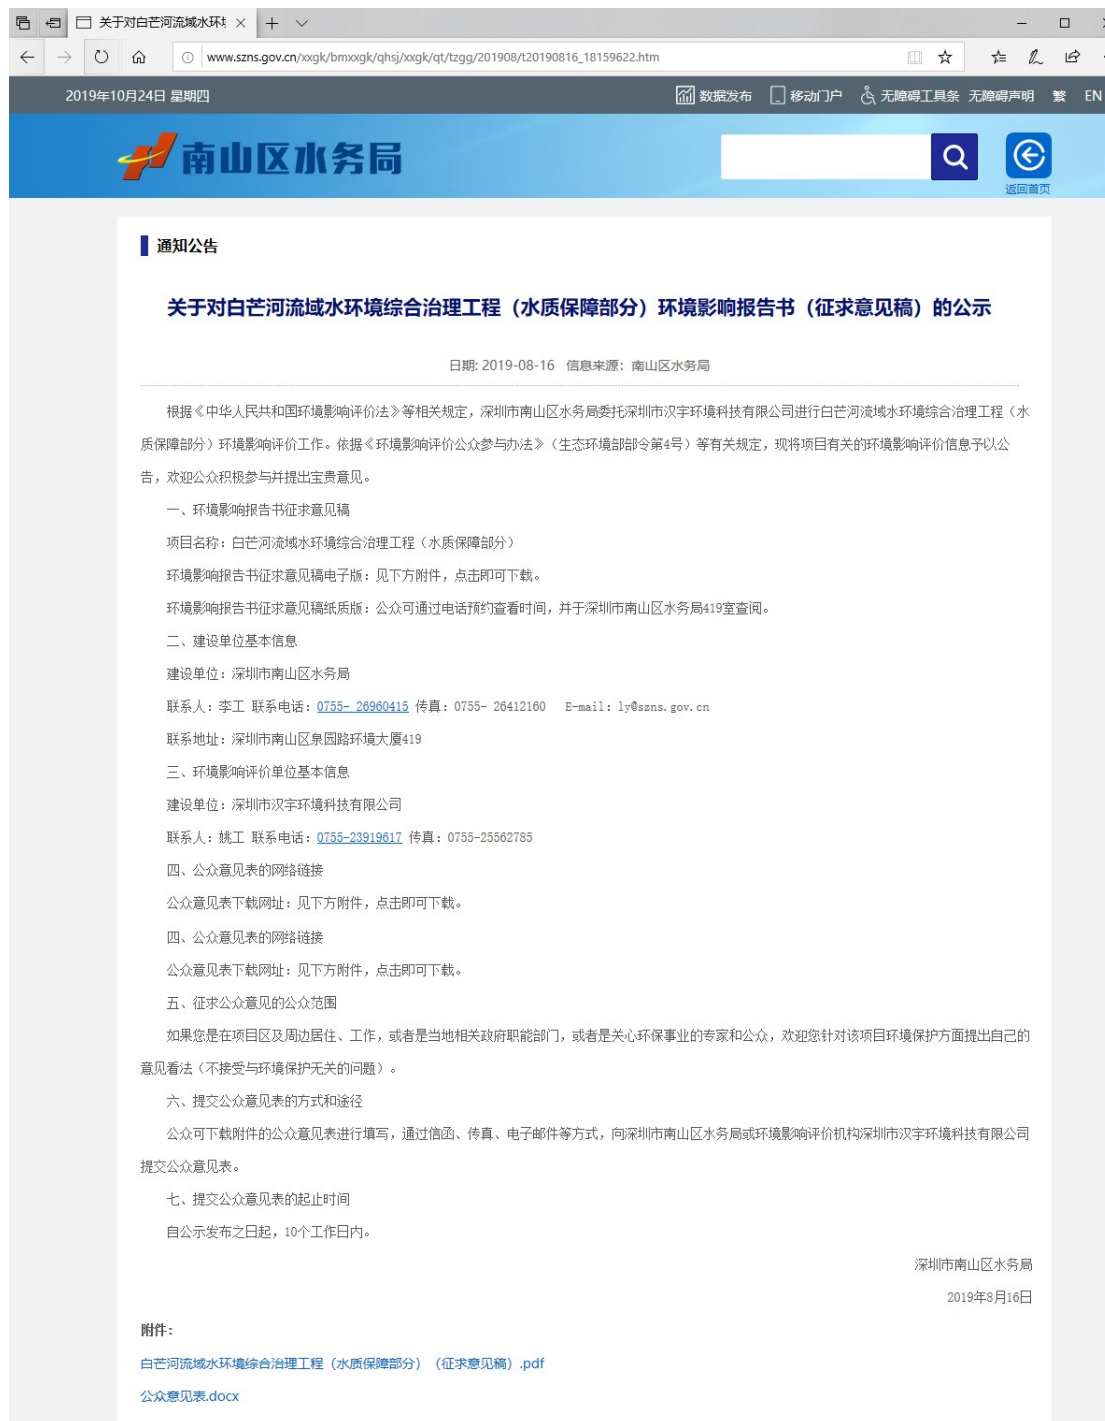 关于对白芒河流域水环境
www.szns.gov.cn/xxgk/bmxxgk/qhsj/xxgk/qt/tzgg/201908/t20190816_18159622.htm
2019年10月24日 星期四 数据发布 移动门户 无障碍工具条 无障碍声明 繁 EN
南山区水务局
返回首页
通知公告
关于对白芒河流域水环境综合治理工程（水质保障部分）环境影响报告书（征求意见稿）的公示
日期: 2019-08-16 信息来源：南山区水务局
根据《中华人民共和国环境影响评价法》等相关规定，深圳市南山区水务局委托深圳市汉宇环境科技有限公司进行白芒河流域水环境综合治理工程（水
质保障部分）环境影响评价工作。依据《环境影响评价公众参与办法》（生态环境部部令第4号）等有关规定，现将项目有关的环境影响评价信息予以公
告，欢迎公众积极参与并提出宝贵意见。
一、环境影响报告书征求意见稿
项目名称：白芒河流域水环境综合治理工程（水质保障部分）
环境影响报告书征求意见稿电子版：见下方附件，点击即可下载。
环境影响报告书征求意见稿纸质版：公众可通过电话预约查看时间，并于深圳市南山区水务局419室查阅。
二、建设单位基本信息
建设单位：深圳市南山区水务局
联系人：李工 联系电话：0755- 26960415 传真：0755- 26412160 E-mail：ly@szns.gov.cn
联系地址：深圳市南山区泉园路环境大厦419
三、环境影响评价单位基本信息
建设单位：深圳市汉宇环境科技有限公司
联系人：姚工 联系电话：0755-23919617 传真：0755-25562785
四、公众意见表的网络链接
公众意见表下载网址：见下方附件，点击即可下载。
四、公众意见表的网络链接
公众意见表下载网址：见下方附件，点击即可下载。
五、征求公众意见的公众范围
如果您是在项目区及周边居住、工作，或者是当地相关政府职能部门，或者是关心环保事业的专家和公众，欢迎您针对该项目环境保护方面提出自己的
意见看法（不接受与环境保护无关的问题）。
六、提交公众意见表的方式和途径
公众可下载附件的公众意见表进行填写，通过信函、传真、电子邮件等方式，向深圳市南山区水务局或环境影响评价机构深圳市汉宇环境科技有限公司
提交公众意见表。
七、提交公众意见表的起止时间
自公示发布之日起，10个工作日内。
深圳市南山区水务局
2019年8月16日
附件：
白芒河流域水环境综合治理工程（水质保障部分）（征求意见稿）.pdf
公众意见表.docx